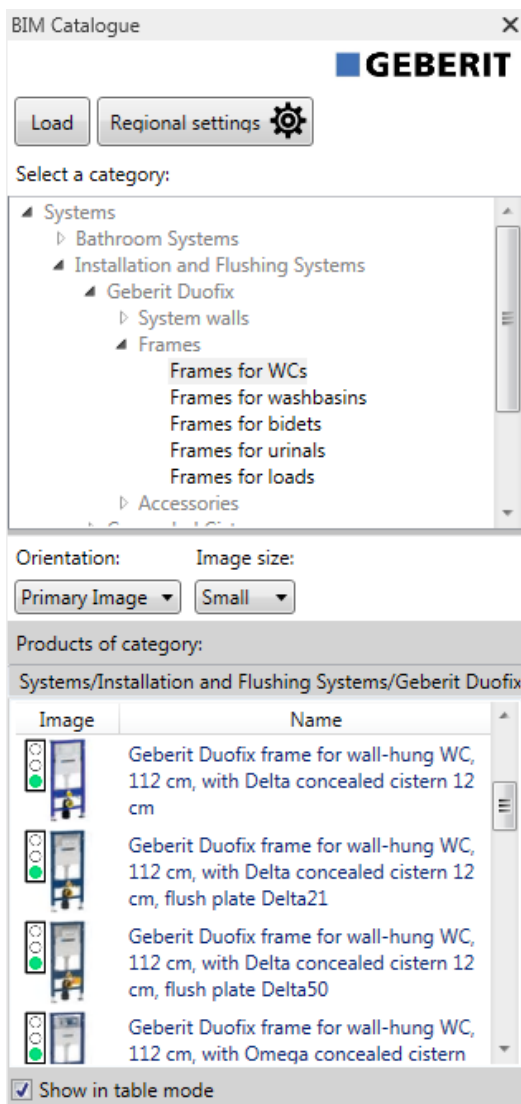 BIM Catalogue
GEBERIT
Load
Regional settings
Select a category:
Systems
Bathroom Systems
Installation and Flushing Systems
Geberit Duofix
System walls
Frames
Frames for WCs
Frames for washbasins
Frames for bidets
Frames for urinals
Frames for loads
Accessories
Orientation: Image size:
Primary Image Small
Products of category:
Systems/Installation and Flushing Systems/Geberit Duofix
Image Name
Geberit Duofix frame for wall-hung WC,
112 cm, with Delta concealed cistern 12
cm
Geberit Duofix frame for wall-hung WC,
112 cm, with Delta concealed cistern 12
cm, flush plate Delta21
Geberit Duofix frame for wall-hung WC,
112 cm, with Delta concealed cistern 12
cm, flush plate Delta50
Geberit Duofix frame for wall-hung WC,
112 cm, with Omega concealed cistern
Show in table mode